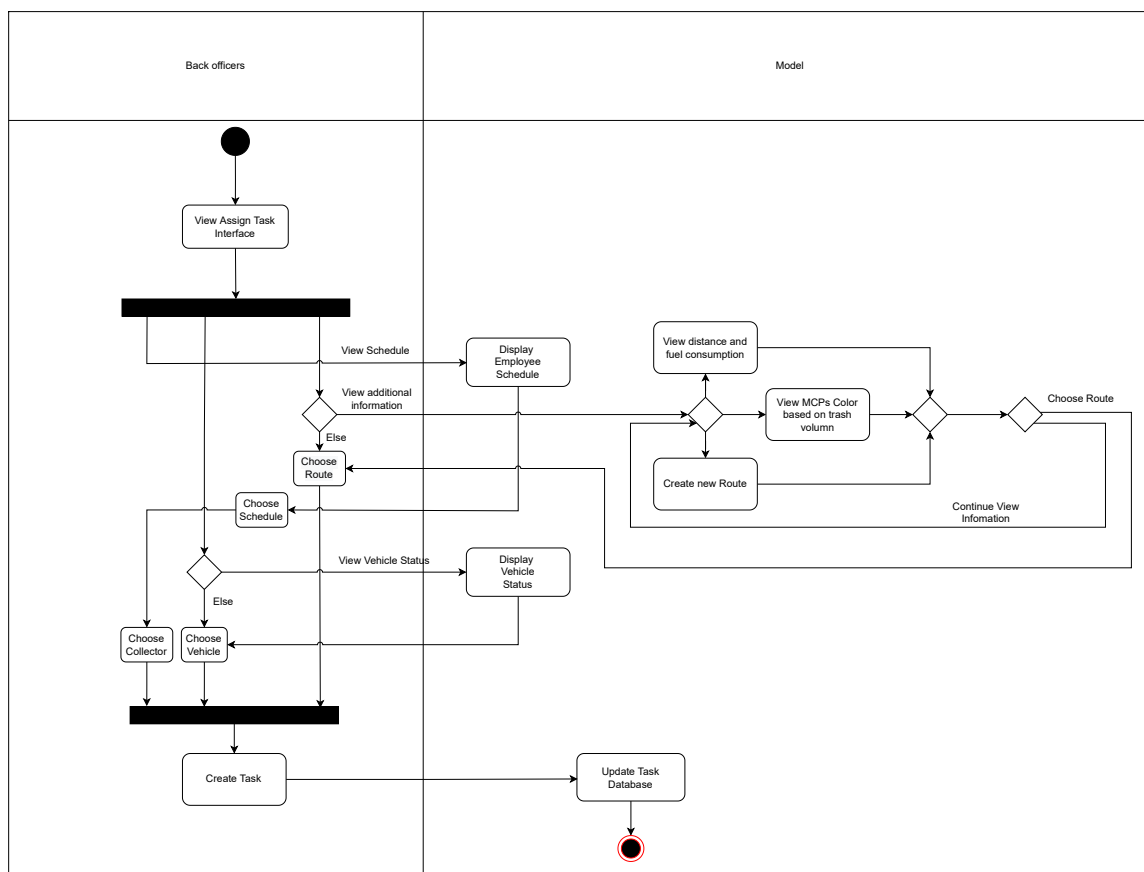 Back officers
Model
View Assign Task
Interface
View Schedule
Display
Employee
Schedule
View distance and
fuel consumption
View additional
information
View MCPs Color
based on trash
volumn
Choose Route
Else
Choose
Route
Create new Route
Choose
Schedule
Continue View
Infomation
View Vehicle Status
Display
Vehicle
Status
Else
Choose
Collector
Choose
Vehicle
Create Task
Update Task
Database